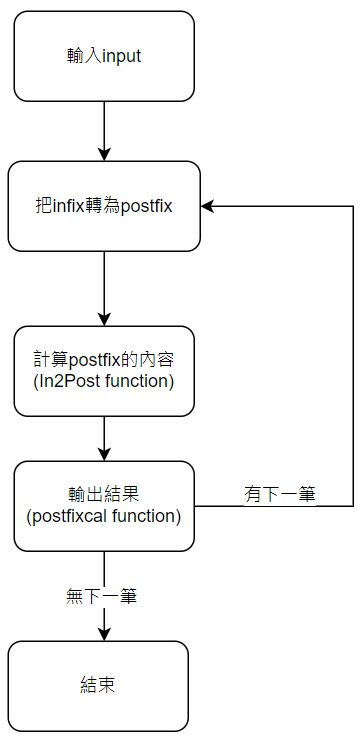 輸入input
把infix轉為postfix
計算postfix的內容
(In2Post function)
輸出結果
(postfixcal function)
有下一筆
無下一筆
結束